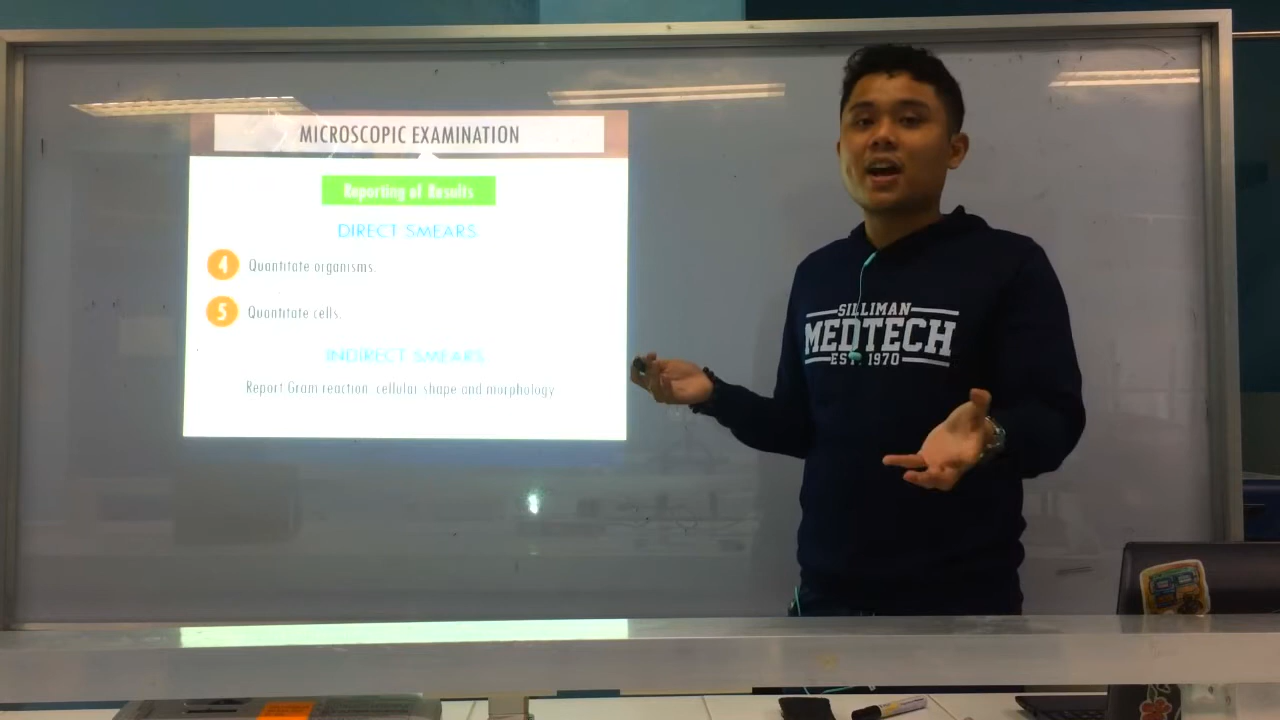 MICROSCOPIC EXAMINATION
Reporting of Results
DIRECT SMEARS
4 Quantitate organisms.
5 Quantitate cells.
INDIRECT SMEARS
Report Gram reaction, cellular shape and morphology
SILLIMAN
MEDTECH
EST. 1970